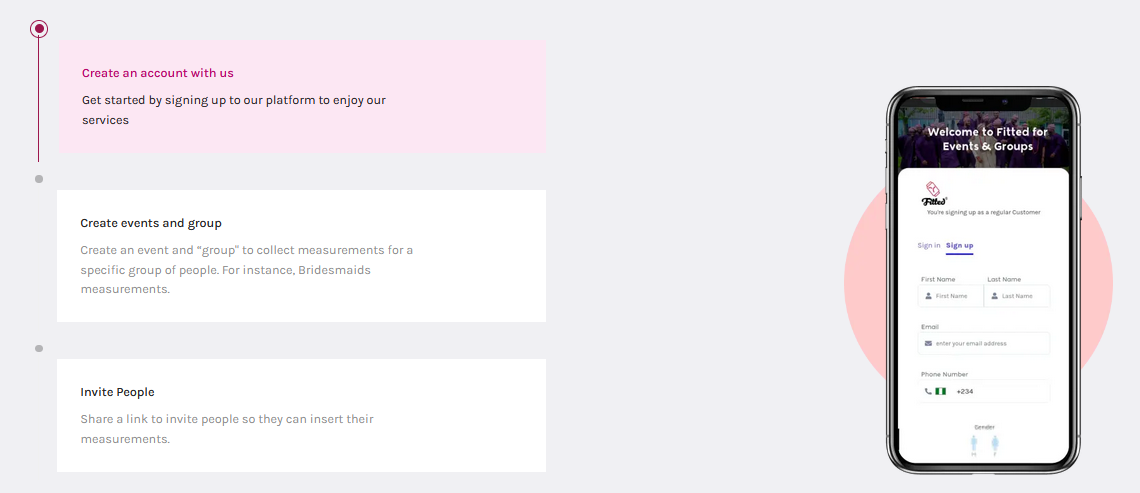 Create an account with us
Get started by signing up to our platform to enjoy our
services
Create events and group
Create an event and “group” to collect measurements for a
specific group of people. For instance, Bridesmaids
measurements.
Invite People
Share a link to invite people so they can insert their
measurements.
Welcome to Fitted for
Events & Groups
Fitted
You're signing up as a regular Customer
Sign in Sign up
First Name Last Name
First Name Last Name
Email
enter your email address
Phone Number
+234
Gender